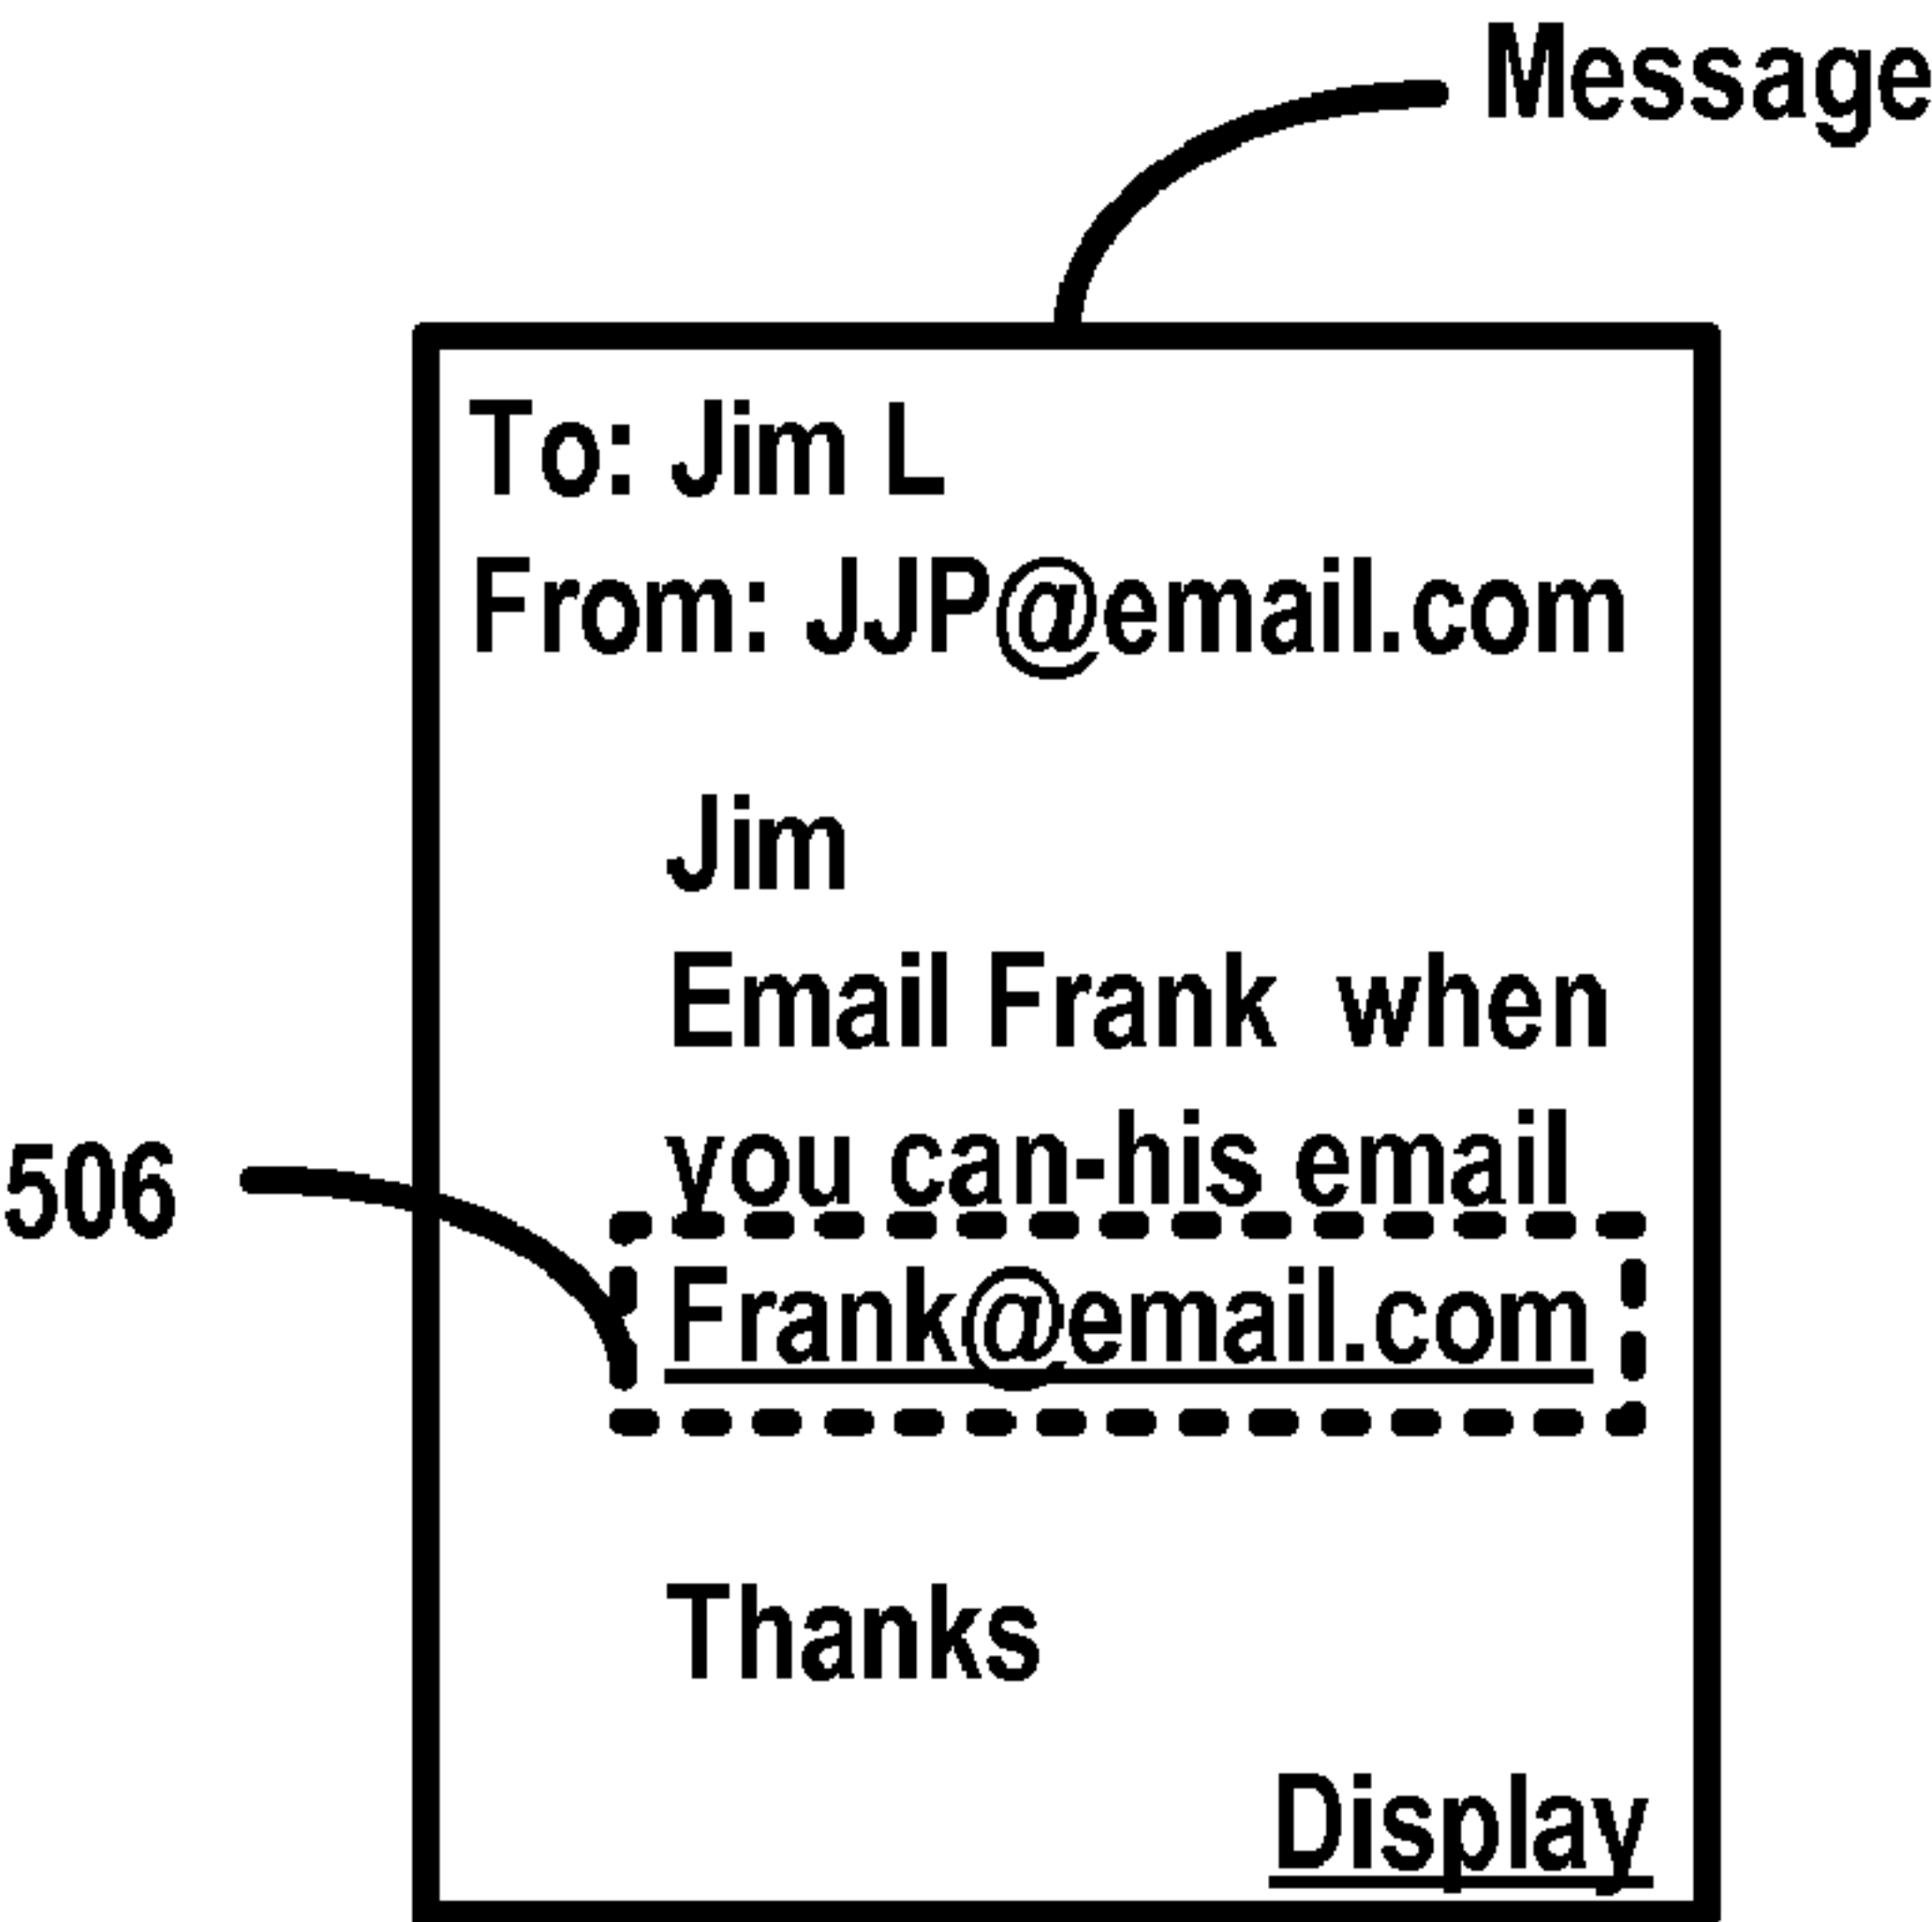 Message
To: Jim L
From: JJP@email.com
Jim
Email Frank when
you can-his email
506
Frank@email.com
Thanks
Display